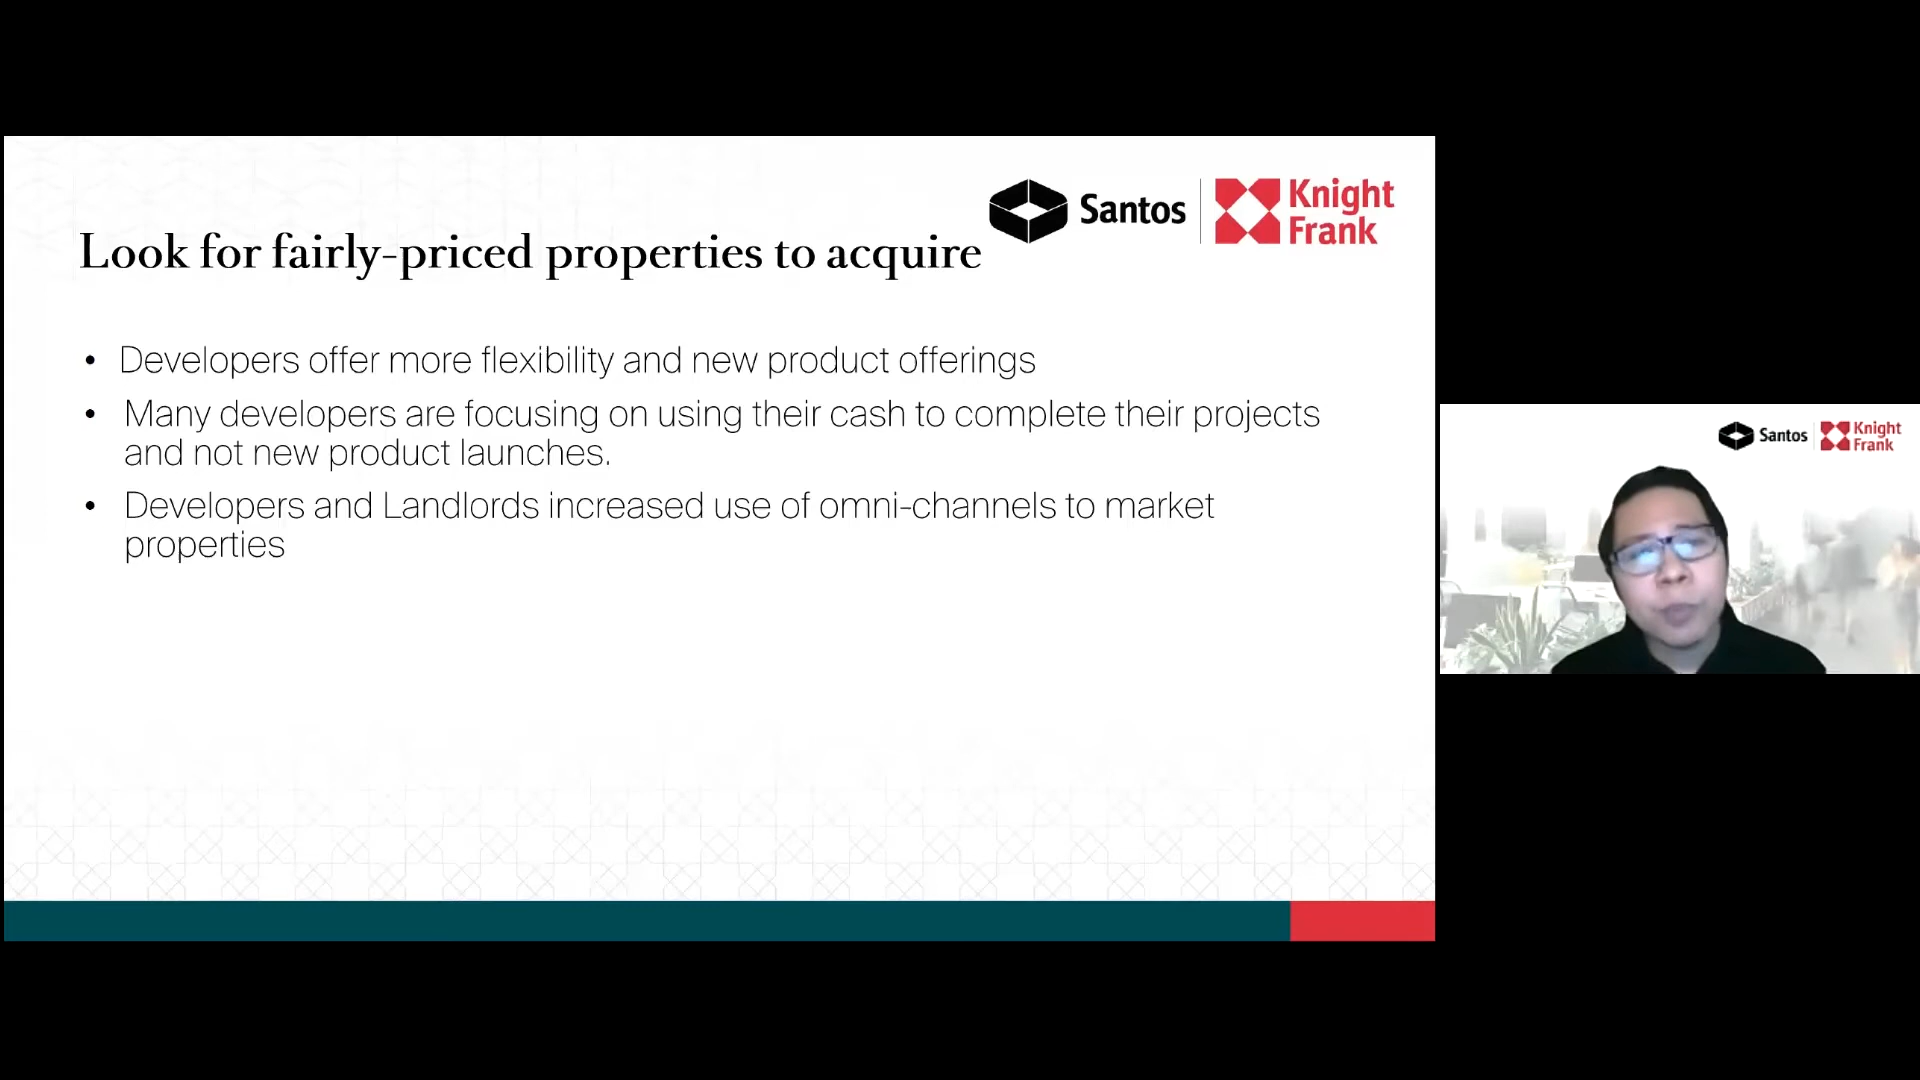 Santos
Knight
Frank
Look for fairly-priced properties to acquire
• Developers offer more flexibility and new product offerings
• Many developers are focusing on using their cash to complete their projects
and not new product launches.
• Developers and Landlords increased use of omni-channels to market
properties
Santos
Knight
Frank